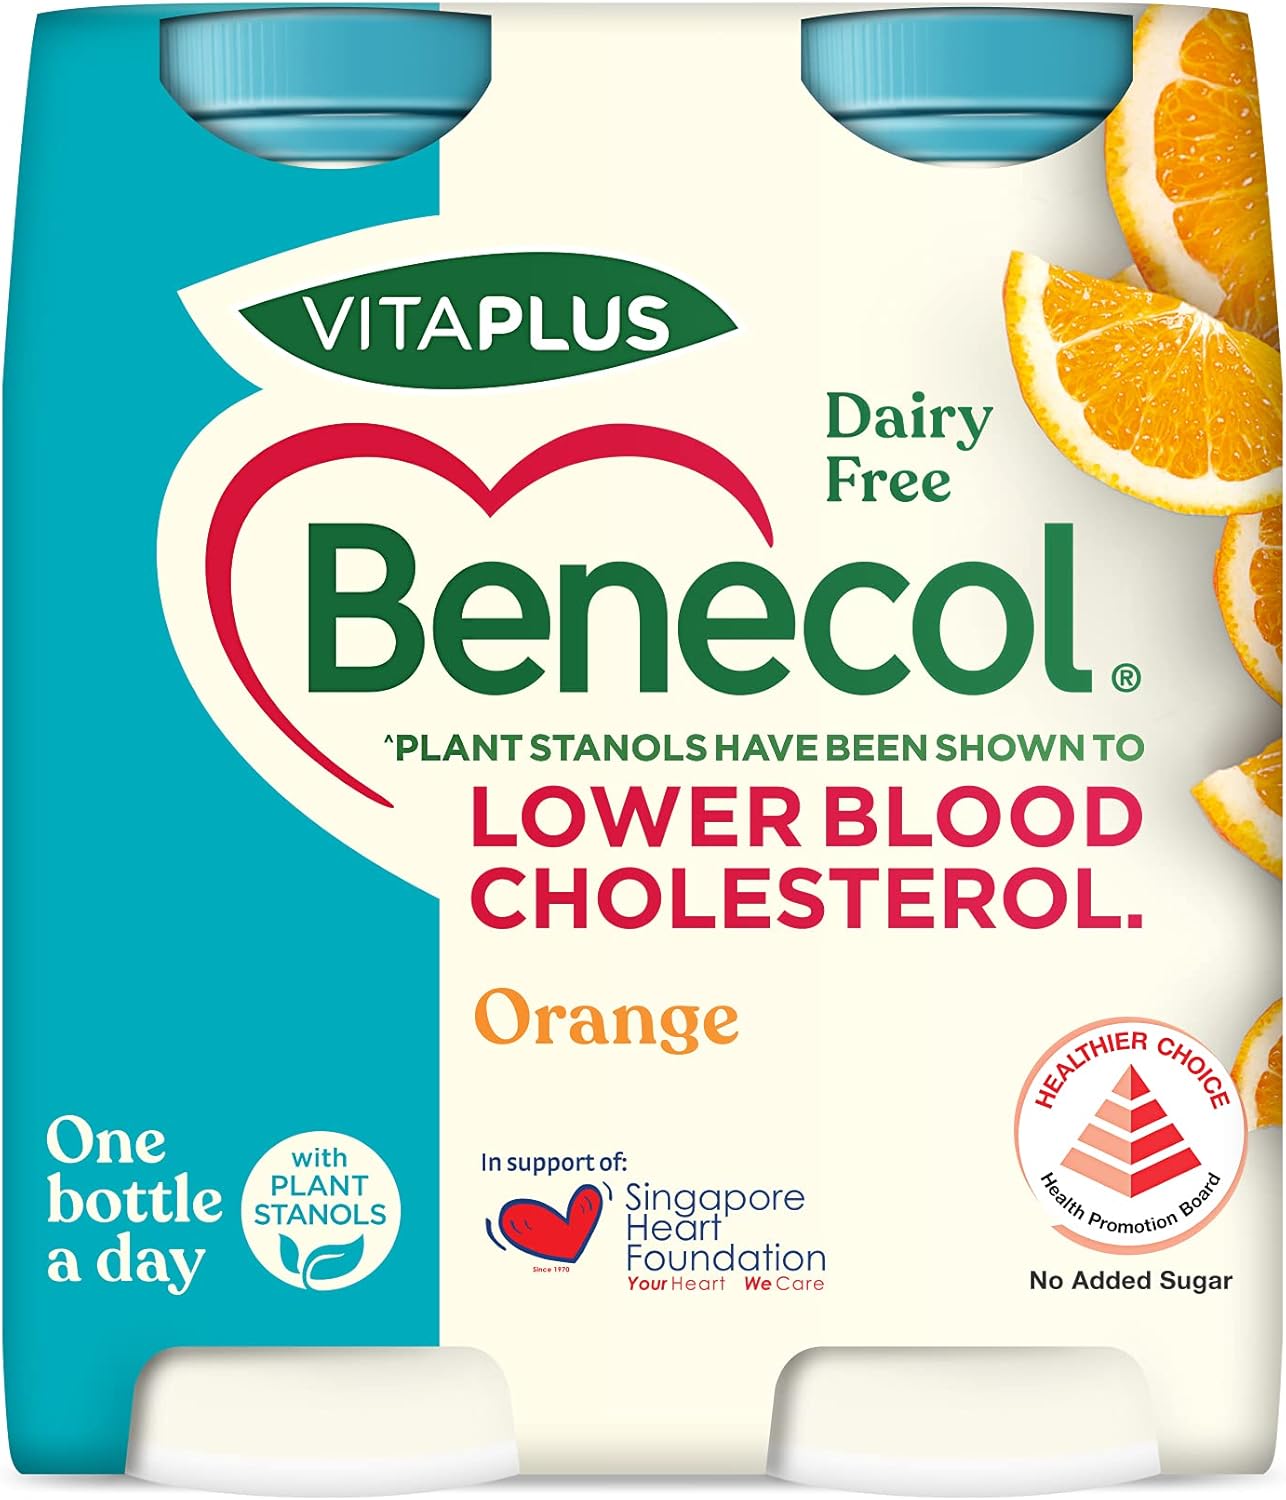 VITAPLUS
Dairy
Free
Benecol®
^PLANT STANOLS HAVE BEEN SHOWN TO
LOWER BLOOD
CHOLESTEROL.
Orange
One
bottle
a day
with
PLANT
STANOLS
In support of:
Singapore
Heart
Foundation
Since 1970
Your Heart We Care
HEALTHIER CHOICE
Health Promotion Board
No Added Sugar